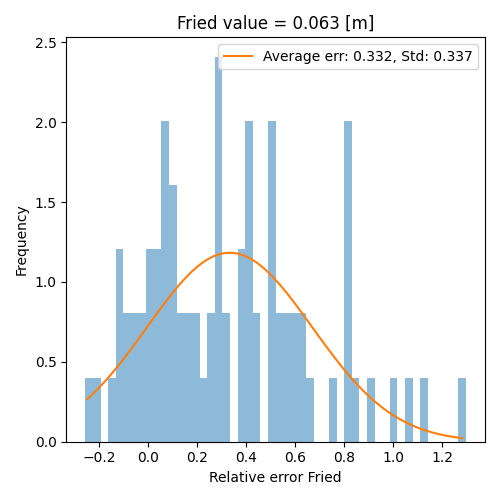 Fried value = 0.063 [m]
Average err: 0.332, Std: 0.337
2.5
2.0
1.5
1.0
0.5
0.0
Frequency
−0.2 0.0 0.2 0.4 0.6 0.8 1.0 1.2
Relative error Fried